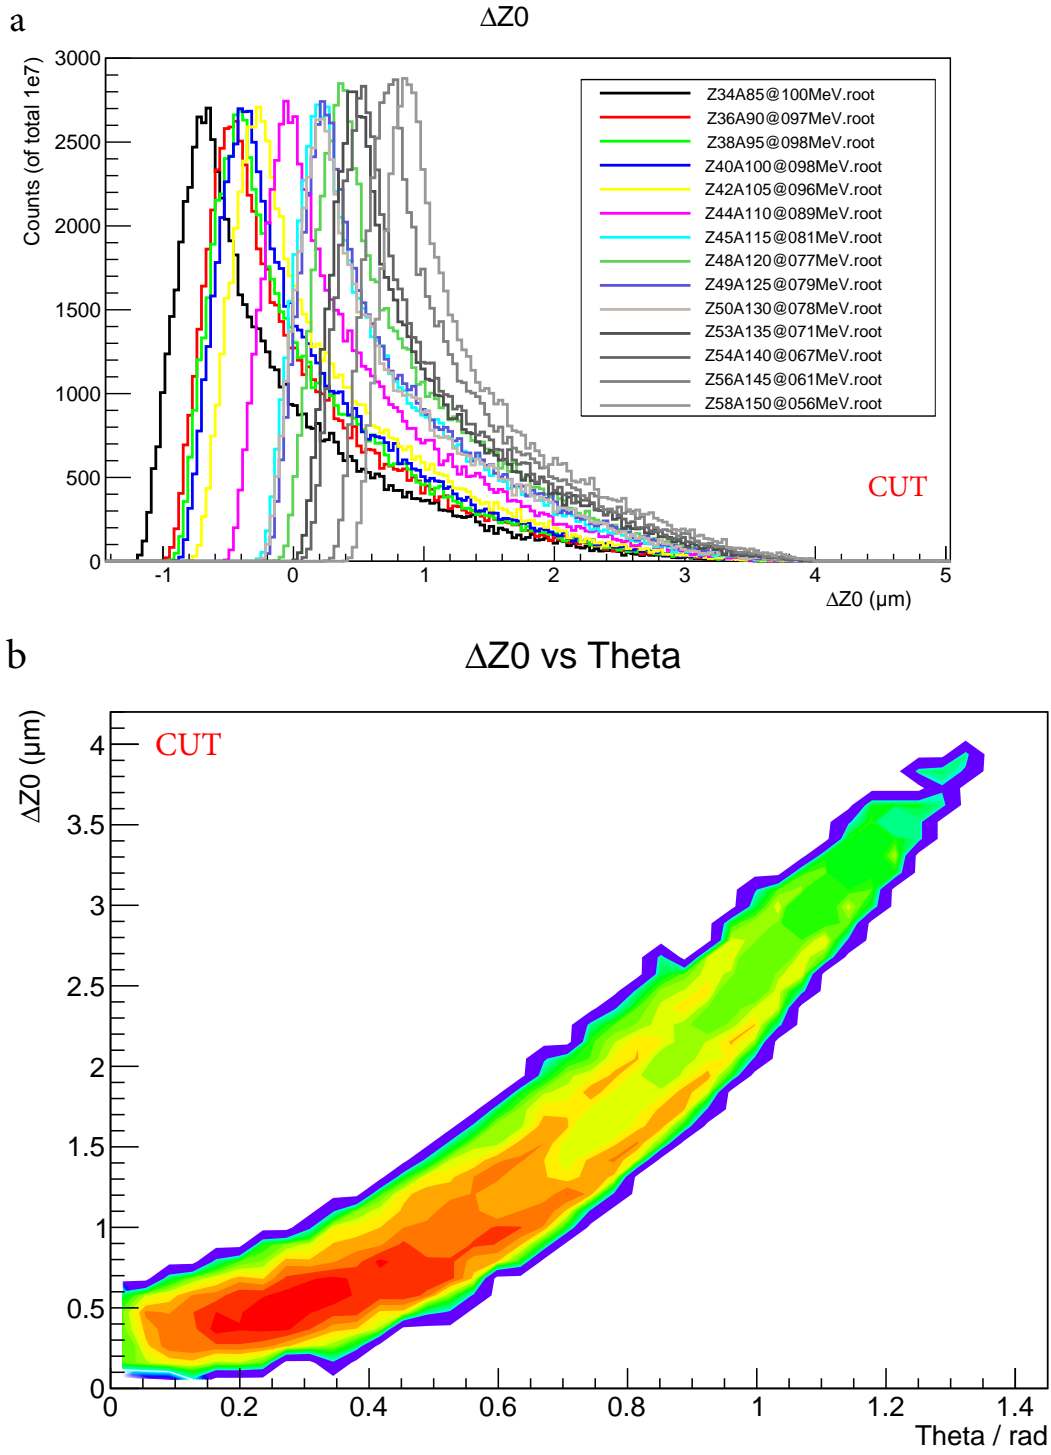 a
ΔZ0
Counts (of total 1e7)
3000
2500
2000
1500
1000
500
0
Z34A85@100MeV.root
Z36A90@097MeV.root
Z38A95@098MeV.root
Z40A100@098MeV.root
Z42A105@096MeV.root
Z44A110@089MeV.root
Z45A115@081MeV.root
Z48A120@077MeV.root
Z49A125@079MeV.root
Z50A130@078MeV.root
Z53A135@071MeV.root
Z54A140@067MeV.root
Z56A145@061MeV.root
Z58A150@056MeV.root
CUT
-1 0 1 2 3 4 5
ΔZ0 (µm)
b
ΔZ0 vs Theta
ΔZ0 (µm)
CUT
4
3.5
3
2.5
2
1.5
1
0.5
0
0 0.2 0.4 0.6 0.8 1 1.2 1.4
Theta / rad